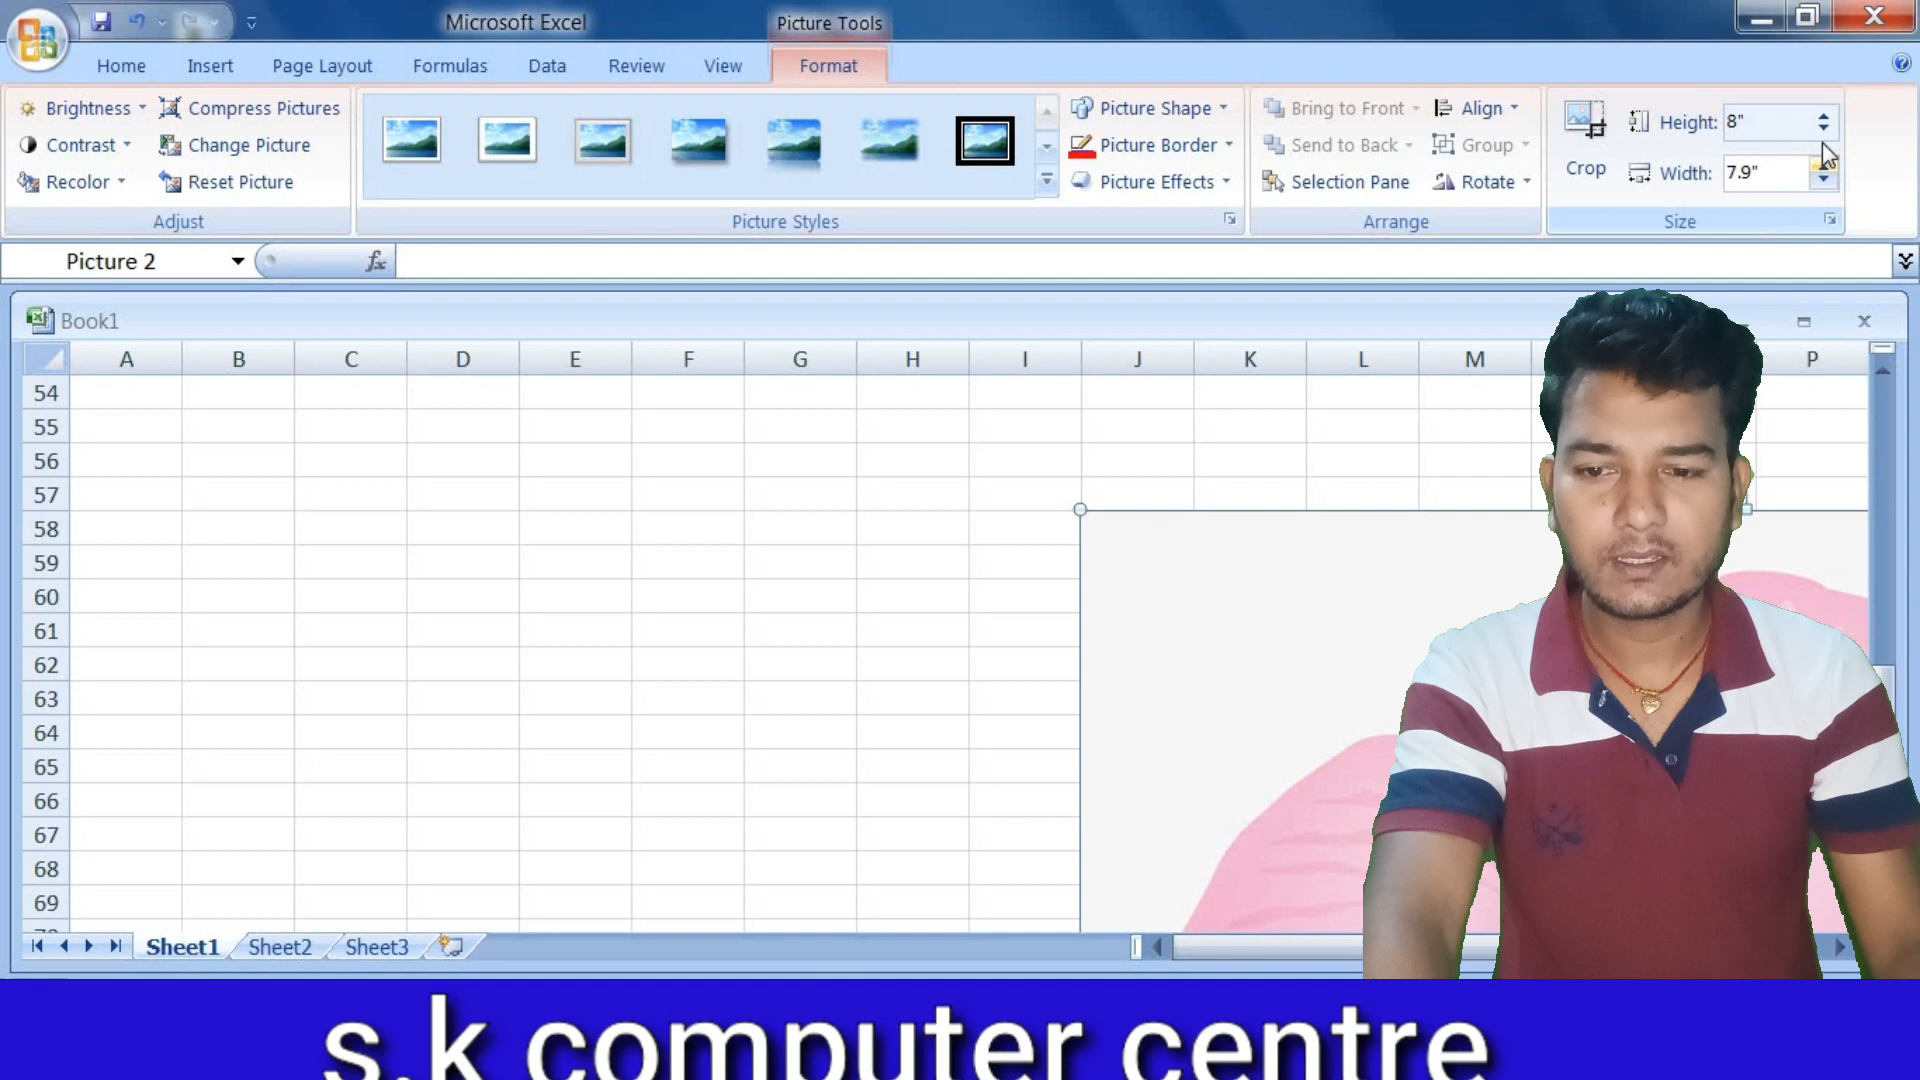 Microsoft Excel
Picture Tools
Home Insert Page Layout Formulas Data Review View Format
Brightness Compress Pictures Picture Shape Bring to Front Align Height: 8"
Contrast Change Picture Picture Border Send to Back Group
Recolor Reset Picture Picture Effects Selection Pane Rotate Crop Width: 7.9"
Adjust Picture Styles Arrange Size
Picture 2 fx
Book1
A B C D E F G H I J K L M P
54
55
56
57
58
59
60
61
62
63
64
65
66
67
68
69
Sheet1 Sheet2 Sheet3
s.k computer centre